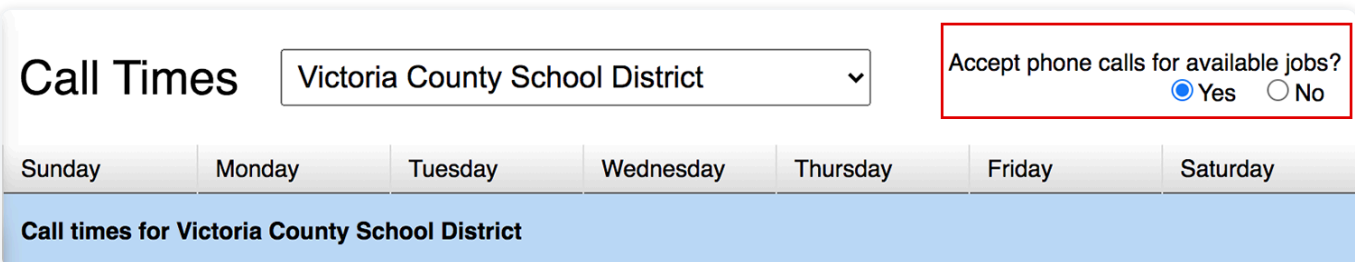 Call Times
Victoria County School District
Accept phone calls for available jobs?
Yes No
Sunday Monday Tuesday Wednesday Thursday Friday Saturday
Call times for Victoria County School District